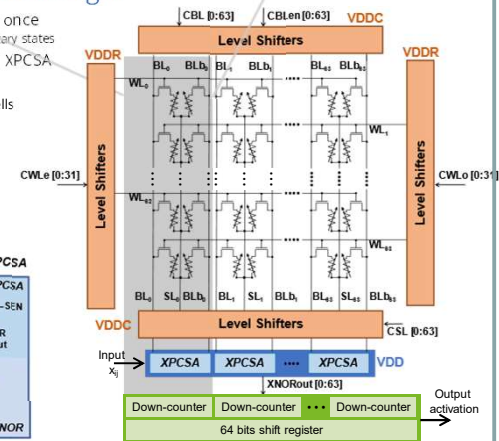 once
ary states
XPCSA
ells
CBL [0:63]
CBLen[0:63]
VDDC
Level Shifters
VDDR
VDDR
BL0 BLb0 BL1 BLb1 BL63 BLb63
WL0
WL1
CWLe [0:31]
Level Shifters
Level Shifters
CWLo[0:31]
WL62
WL63
BL0 SL0 BLb0 BL1 SL1 BLb1 BL63 SL63 BLb63
VDDC
Level Shifters
CSL [0:63]
PCSA
PCSA
-SEN
R
ut
NOR
Input
xij
XPCSA XPCSA •••• XPCSA
VDD
XNORout[0:63]
Down-counter Down-counter ••• Down-counter
64 bits shift register
Output
activation